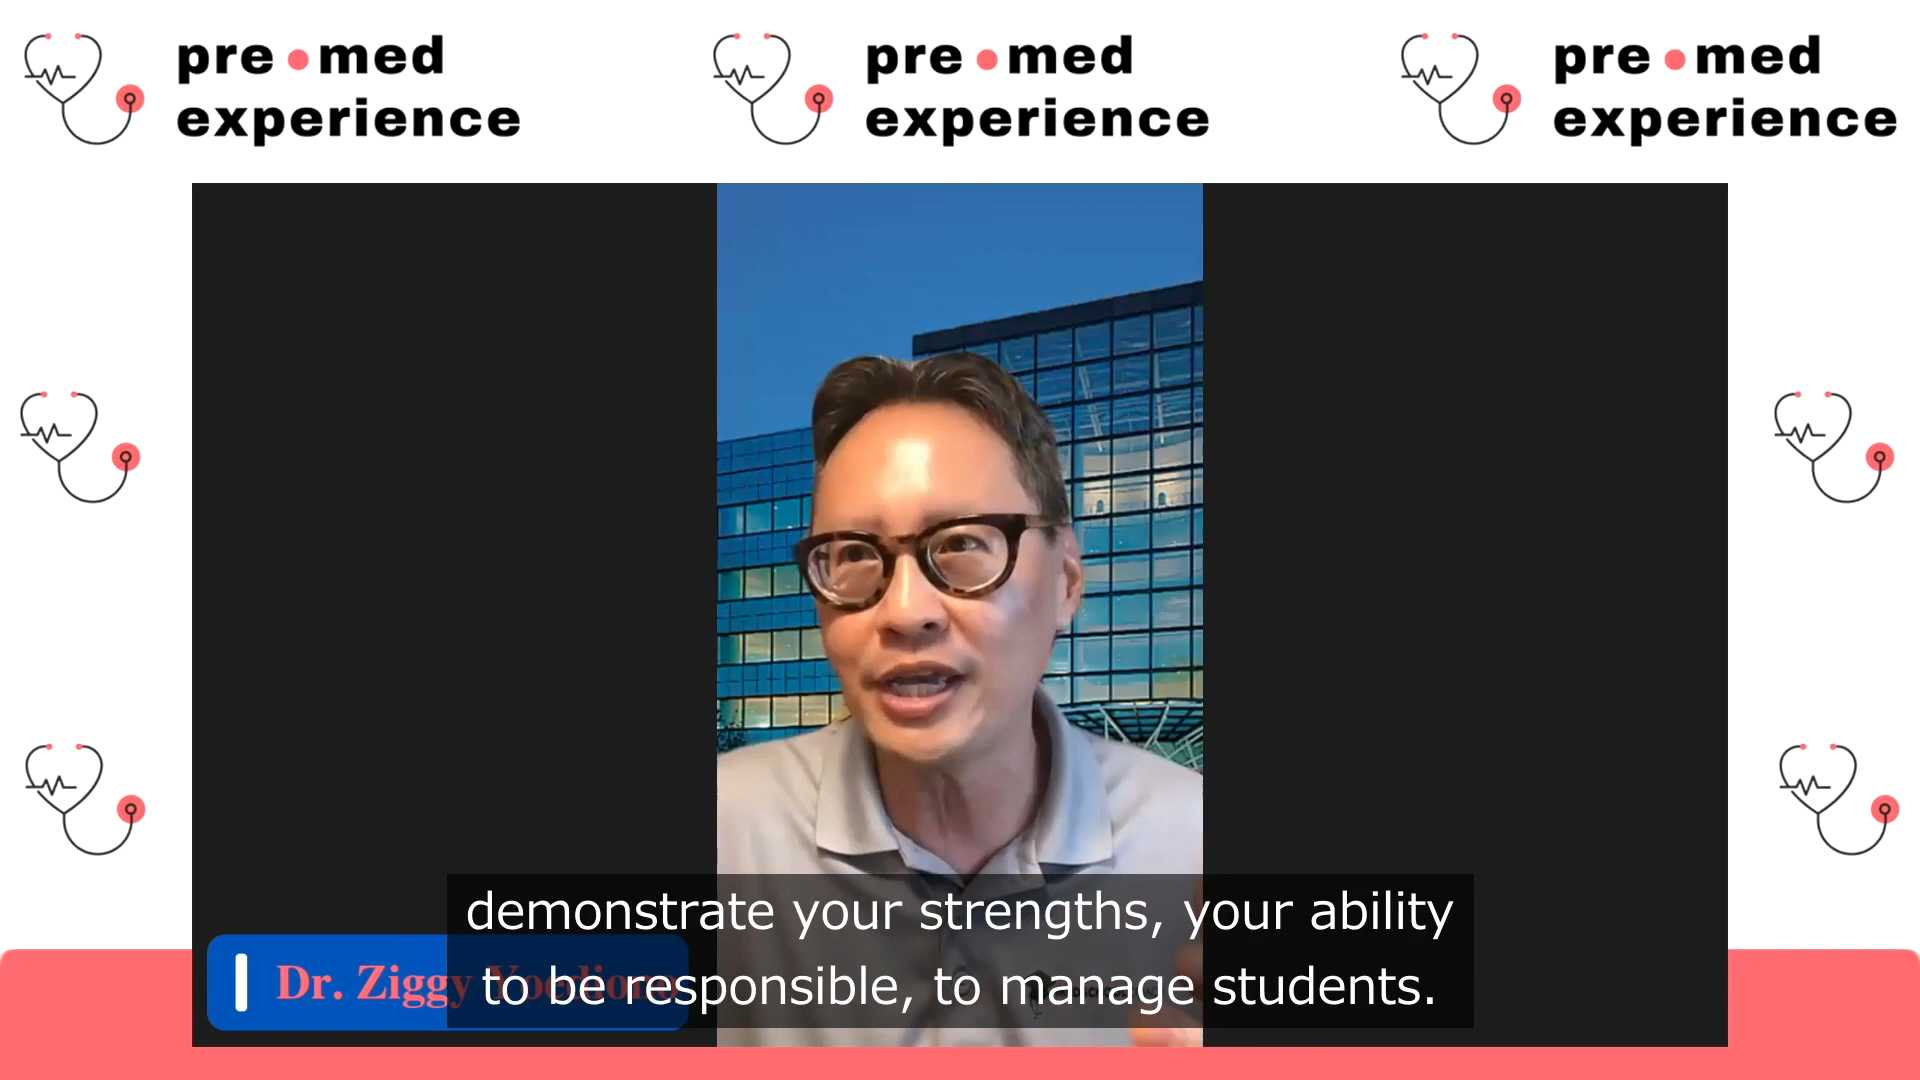 pre med
experience
pre med
experience
pre med
experience
demonstrate your strengths, your ability
to be responsible, to manage students.
Dr. Ziggy